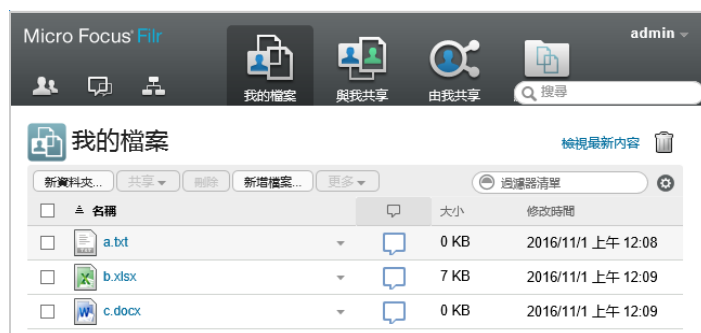 Micro Focus Filr
admin
我的檔案
與我共享
由我共享
搜尋
我的檔案
檢視最新內容
新資料夾...
共享
刪除
新增檔案...
更多
過濾器清單
名稱
大小
修改時間
a.txt
0 KB
2016/11/1 上午 12:08
b.xlsx
7 KB
2016/11/1 上午 12:09
c.docx
0 KB
2016/11/1 上午 12:09